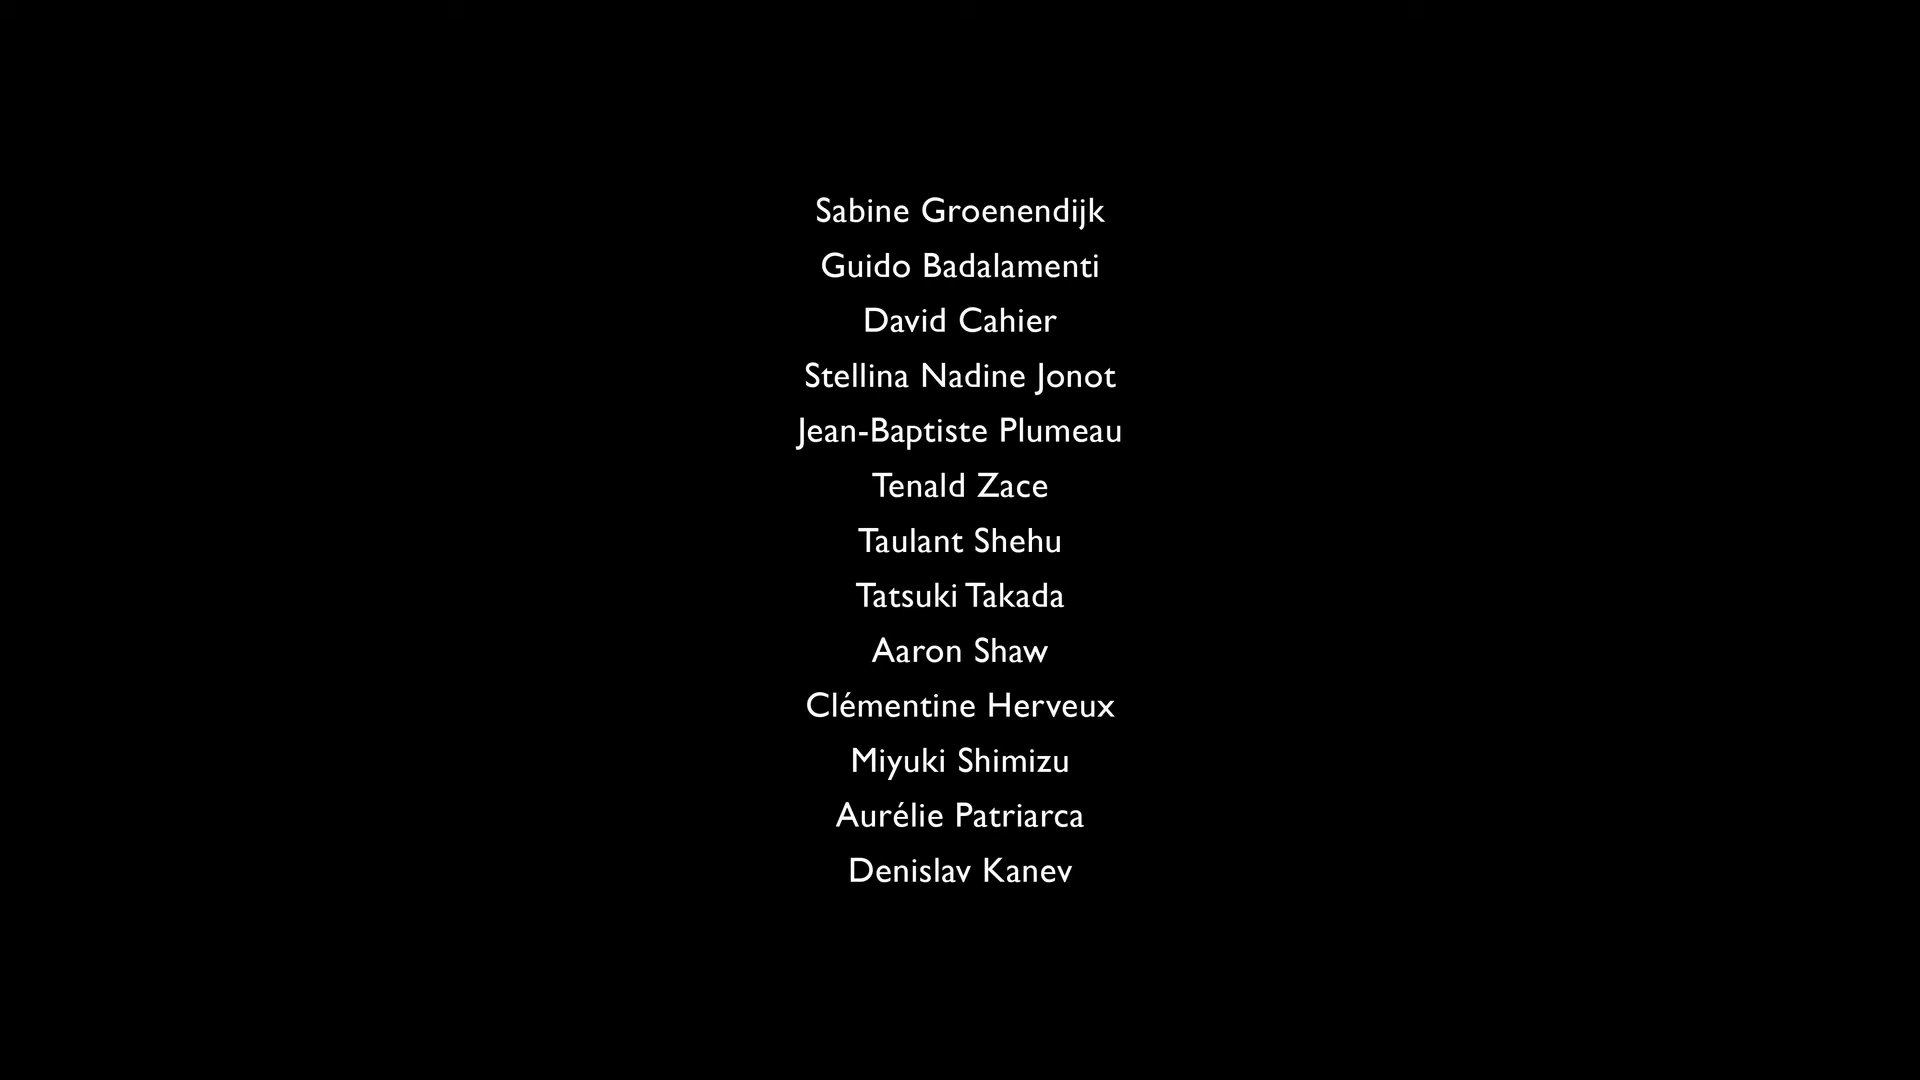 Sabine Groenendijk
Guido Badalamenti
David Cahier
Stellina Nadine Jonot
Jean-Baptiste Plumeau
Tenald Zace
Taulant Shehu
Tatsuki Takada
Aaron Shaw
Clémentine Herveux
Miyuki Shimizu
Aurélie Patriarca
Denislav Kanev